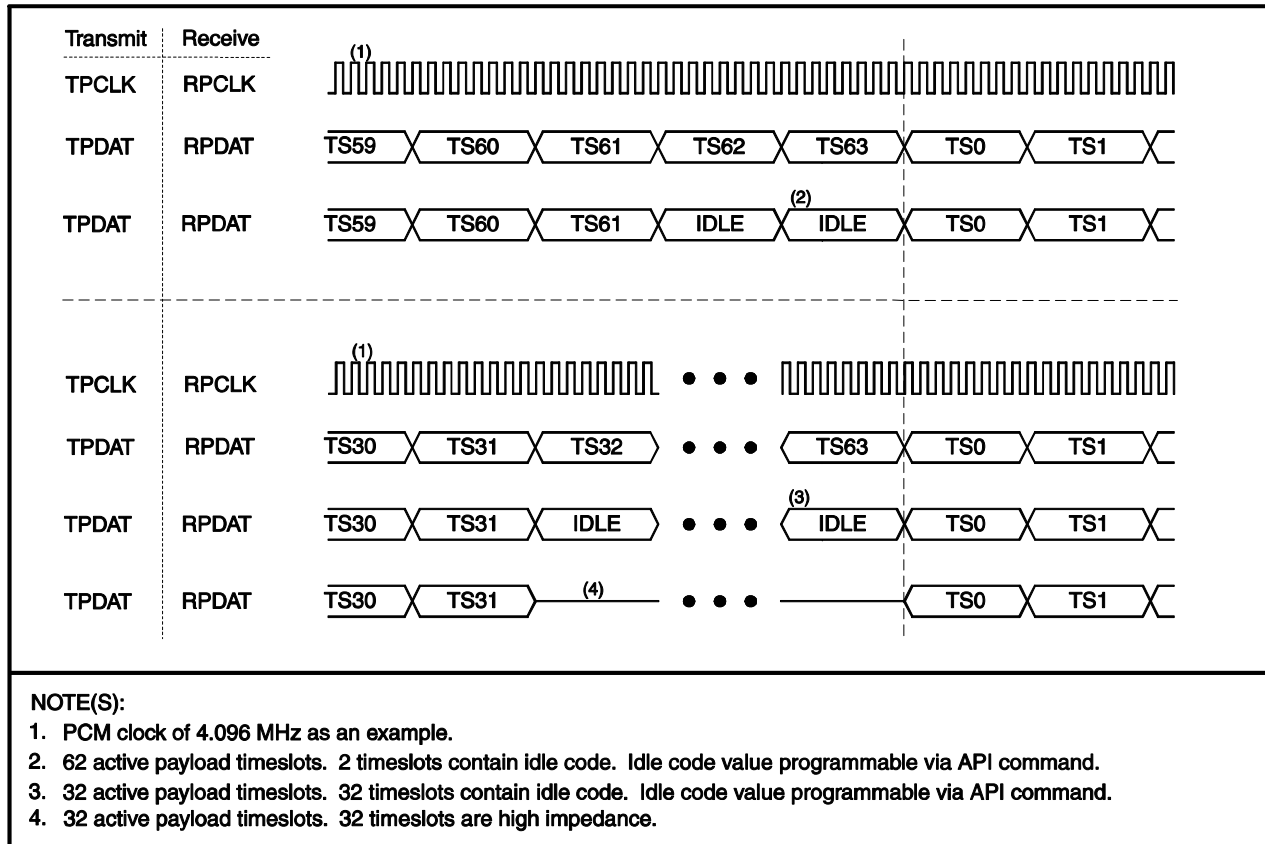 Transmit Receive
(1)
TPCLK RPCLK
TPDAT RPDAT TS59 TS60 TS61 TS62 TS63 TS0 TS1
(2)
TPDAT RPDAT TS59 TS60 TS61 IDLE IDLE TS0 TS1
(1)
TPCLK RPCLK
TPDAT RPDAT TS30 TS31 TS32 TS63 TS0 TS1
(3)
TPDAT RPDAT TS30 TS31 IDLE IDLE TS0 TS1
(4)
TPDAT RPDAT TS30 TS31 TS0 TS1
NOTE(S):
1. PCM clock of 4.096 MHz as an example.
2. 62 active payload timeslots. 2 timeslots contain idle code. Idle code value programmable via API command.
3. 32 active payload timeslots. 32 timeslots contain idle code. Idle code value programmable via API command.
4. 32 active payload timeslots. 32 timeslots are high impedance.